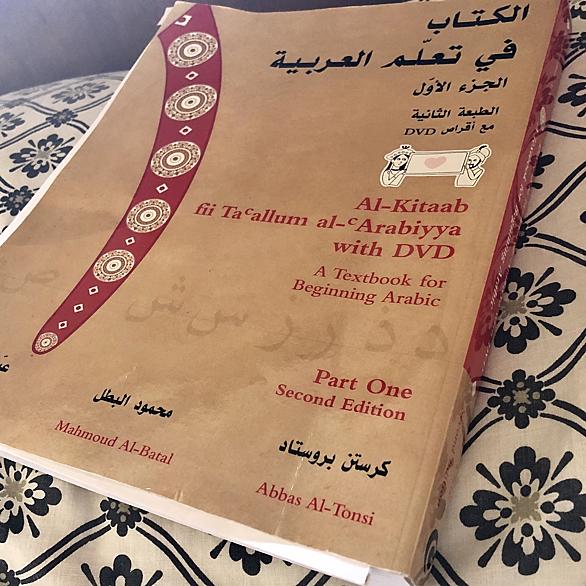 الكتاب
في تعلّم العربية
الجزء الأوّل
الطبعة الثانية
مع أقراص DVD
Al-Kitaab
fii Taᶜallum al-ᶜArabiyya
with DVD
A Textbook for
Beginning Arabic
د ذ ر ز س ش
Part One
Second Edition
كرستن بروستاد
محمود البطل
Mahmoud Al-Batal
Abbas Al-Tonsi